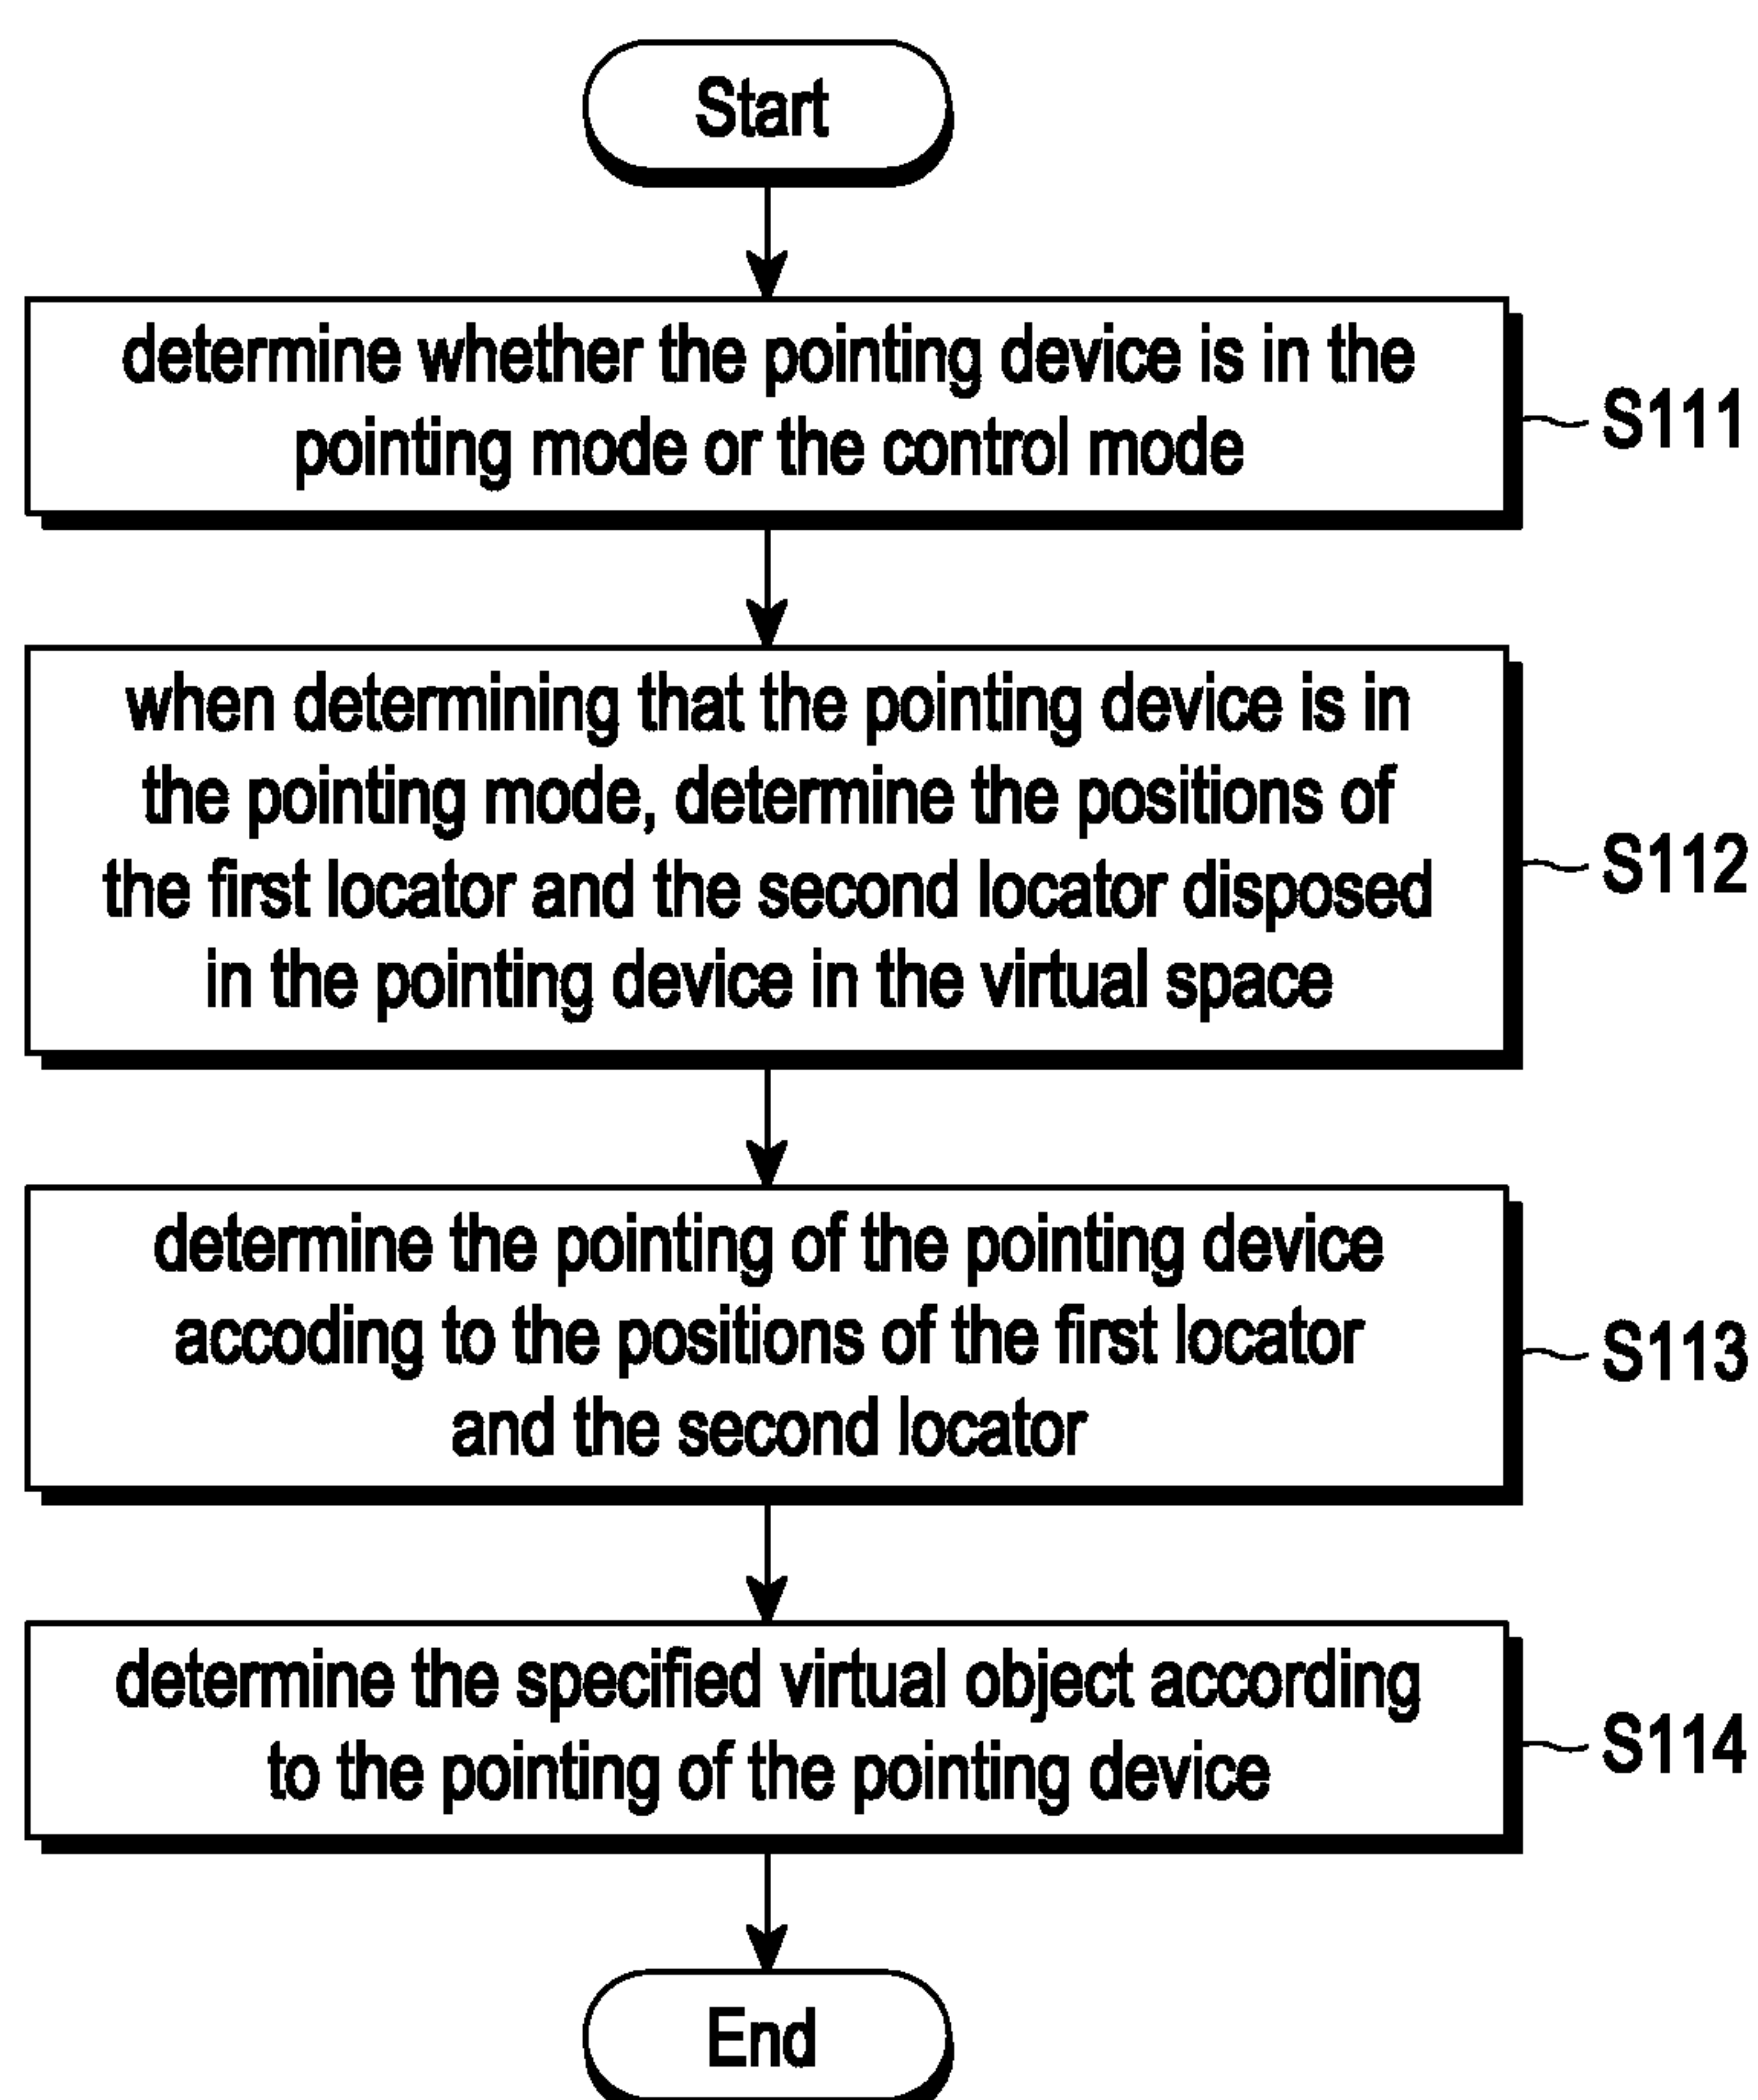 Start
determine whether the pointing device is in the
pointing mode or the control mode
S111
when determining that the pointing device is in
the pointing mode, determine the positions of
the first locator and the second locator disposed
in the pointing device in the virtual space
S112
determine the pointing of the pointing device
accoding to the positions of the first locator
and the second locator
S113
determine the specified virtual object according
to the pointing of the pointing device
S114
End